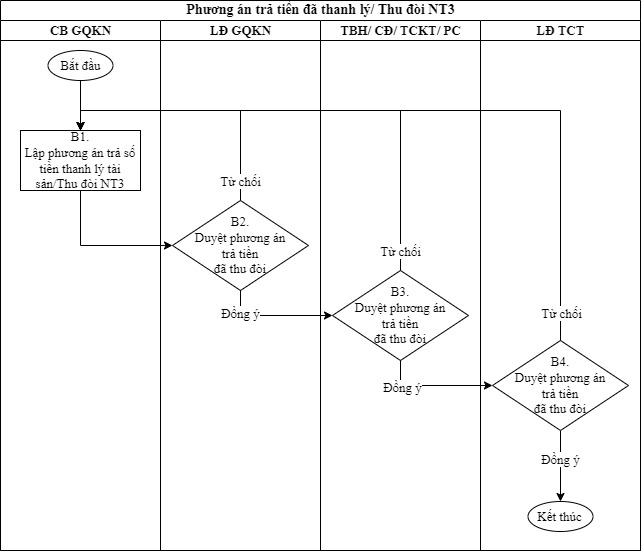 Phương án trả tiền đã thanh lý/ Thu đòi NT3
CB GQKN
LĐ GQKN
TBH/ CĐ/ TCKT/ PC
LĐ TCT
Bắt đầu
B1.
Lập phương án trả số
tiền thanh lý tài
sản/Thu đòi NT3
Từ chối
B2.
Duyệt phương án
trả tiền
đã thu đòi
Đồng ý
Từ chối
B3.
Duyệt phương án
trả tiền
đã thu đòi
Đồng ý
Từ chối
B4.
Duyệt phương án
trả tiền
đã thu đòi
Đồng ý
Kết thúc